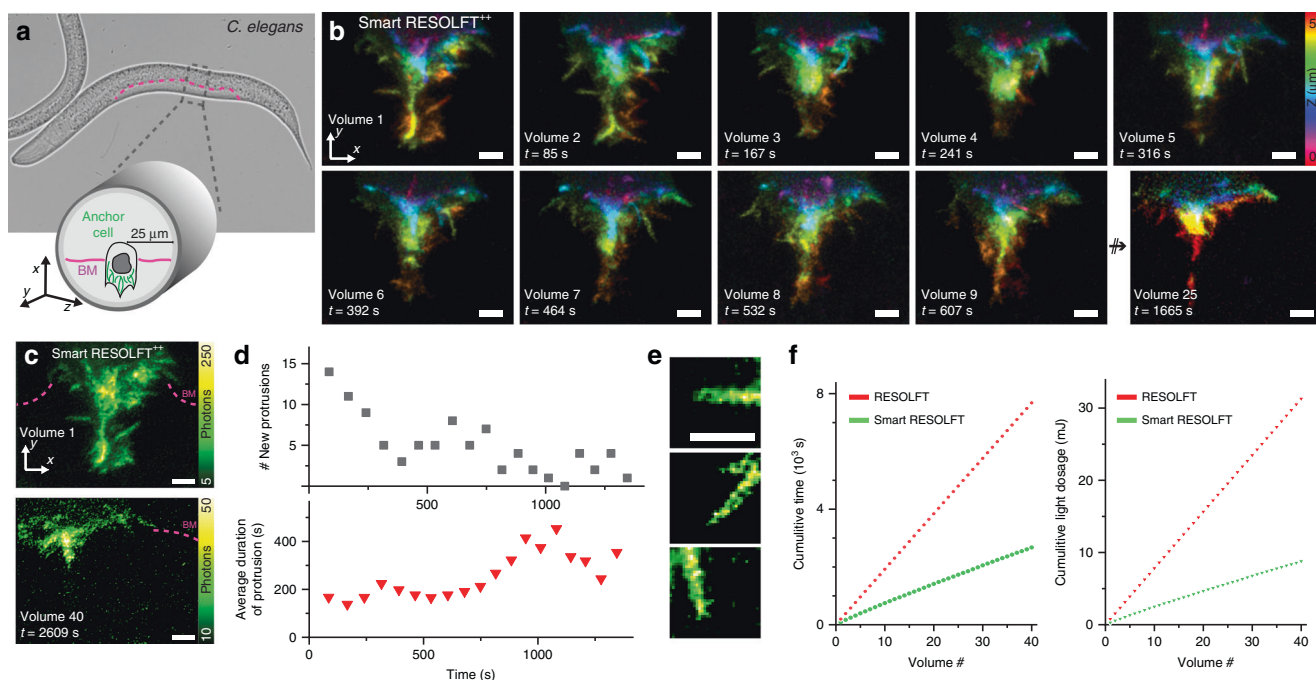 a
C. elegans
Anchor
cell
25 μm
BM
x
y
z
b
Smart RESOLFT++
Volume 1
y
x
Volume 2
t = 85 s
Volume 3
t = 167 s
Volume 4
t = 241 s
Volume 5
t = 316 s
5
Z (μm)
0
Volume 6
t = 392 s
Volume 7
t = 464 s
Volume 8
t = 532 s
Volume 9
t = 607 s
Volume 25
t = 1665 s
c
Smart RESOLFT++
BM
Volume 1
y
x
250
Photons
5
BM
Volume 40
t = 2609 s
50
Photons
10
d
# New protrusions
15
10
5
500
1000
Average duration
of protrusion (s)
400
200
0
0
500
1000
Time (s)
e
f
RESOLFT
Smart RESOLFT
Cumulitive time (10³ s)
8
4
0
0
10
20
30
40
Volume #
RESOLFT
Smart RESOLFT
Cumulitive light dosage (mJ)
30
20
10
0
0
10
20
30
40
Volume #